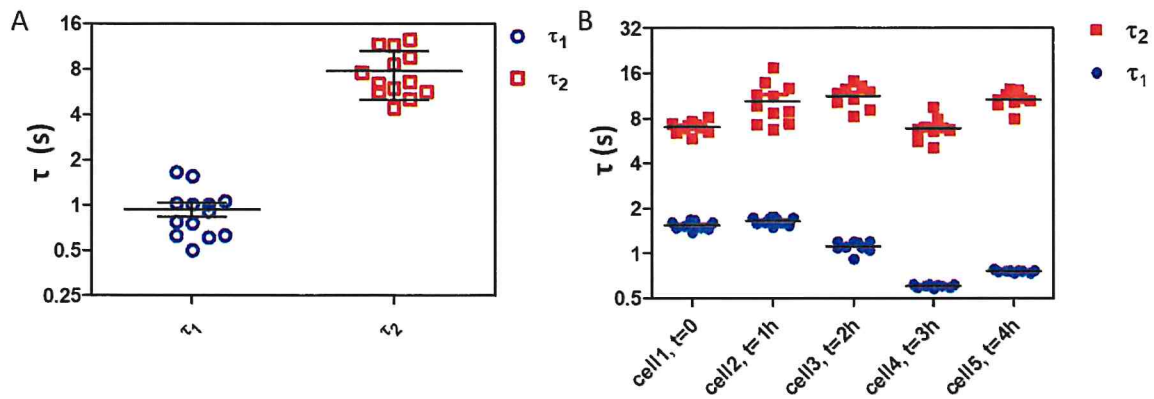 A
16
8
4
2
1
0.5
0.25
τ (s)
τ1
τ2
τ1
τ2
B
32
16
8
4
2
1
0.5
τ (s)
cell1, t=0
cell2, t=1h
cell3, t=2h
cell4, t=3h
cell5, t=4h
τ2
τ1